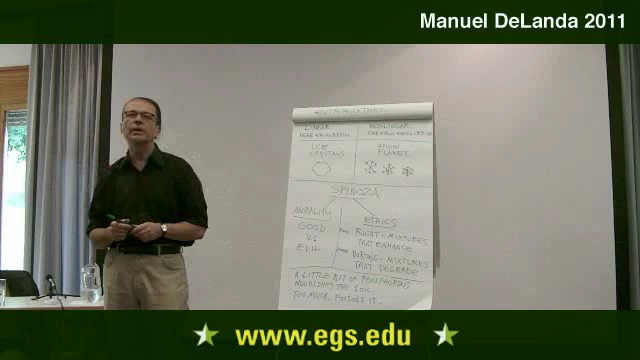 Manuel DeLanda 2011
LINEAR
NONLINEAR
NEAR EQUILIBRIUM
FAR FROM EQUILIBRIUM
ICE
CRYSTALS
SNOW
FLAKES
SPINOZA
MORALITY
ETHICS
GOOD
VS
EVIL
RIGHT = MIXTURES
THAT ENHANCE
WRONG = MIXTURES
THAT DEGRADE
A LITTLE BIT OF PHOSPHOROUS
NOURISHES THE SOIL
TOO MUCH, POISONS IT.
www.egs.edu